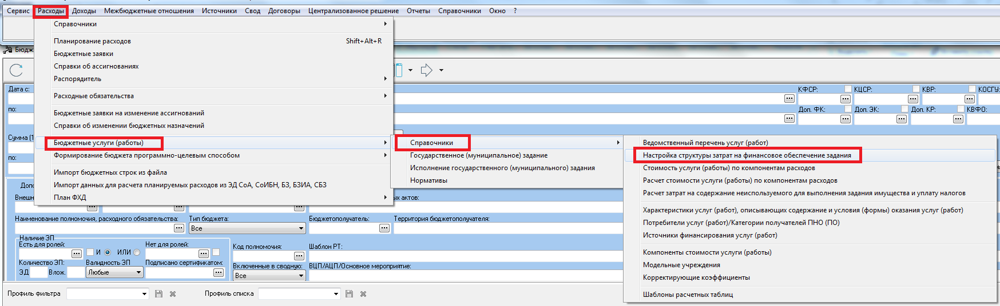 Сервис Расходы Доходы Межбюджетные отношения Источники Свод Договоры Централизованное решение Отчеты Справочники Окно ?
Справочники
Планирование расходов Shift+Alt+R
Бюджетные заявки
Справки об ассигнованиях
Распорядитель
Расходные обязательства
Бюджетные заявки на изменение ассигнований
Справки об изменении бюджетных назначений
Бюджетные услуги (работы)
Формирование бюджета программно-целевым способом
Импорт бюджетных строк из файла
Импорт данных для расчета планируемых расходов из ЭД СоА, СоИБН, БЗ, БЗИА, СБЗ
План ФХД
Справочники
Государственное (муниципальное) задание
Исполнение государственного (муниципального) задания
Нормативы
Ведомственный перечень услуг (работ)
Настройка структуры затрат на финансовое обеспечение задания
Стоимость услуги (работы) по компонентам расходов
Расчет стоимости услуги (работы) по компонентам расходов
Расчет затрат на содержание неиспользуемого для выполнения задания имущества и уплату налогов
Характеристики услуг (работ), описывающих содержание и условия (формы) оказания услуг (работ)
Потребители услуг (работ)/Категории получателей ПНО (ПО)
Источники финансирования услуг (работ)
Компоненты стоимости услуги (работы)
Модельные учреждения
Корректирующие коэффициенты
Шаблоны расчетных таблиц
Бюдж
Дата с: КФСР: КЦСР: КВР: КОСГУ:
по: Доп. ФК: Доп. ЭК: Доп. КР: КВФО:
Сумма (1
по:
Допо
Внешн ых актов:
Наименование полномочия, расходного обязательства: Тип бюджета: Бюджетополучатель: Территория бюджетополучателя:
Все
Наличие ЭП
Есть для ролей: Нет для ролей: Код полномочия: Шаблон РТ:
И ИЛИ
Количество ЭП: Валидность ЭП Подписано сертификатом: Включенные в сводную: ВЦП/АЦП/Основное мероприятие:
ЭД Влож. Любые Все
Профиль фильтра Профиль списка